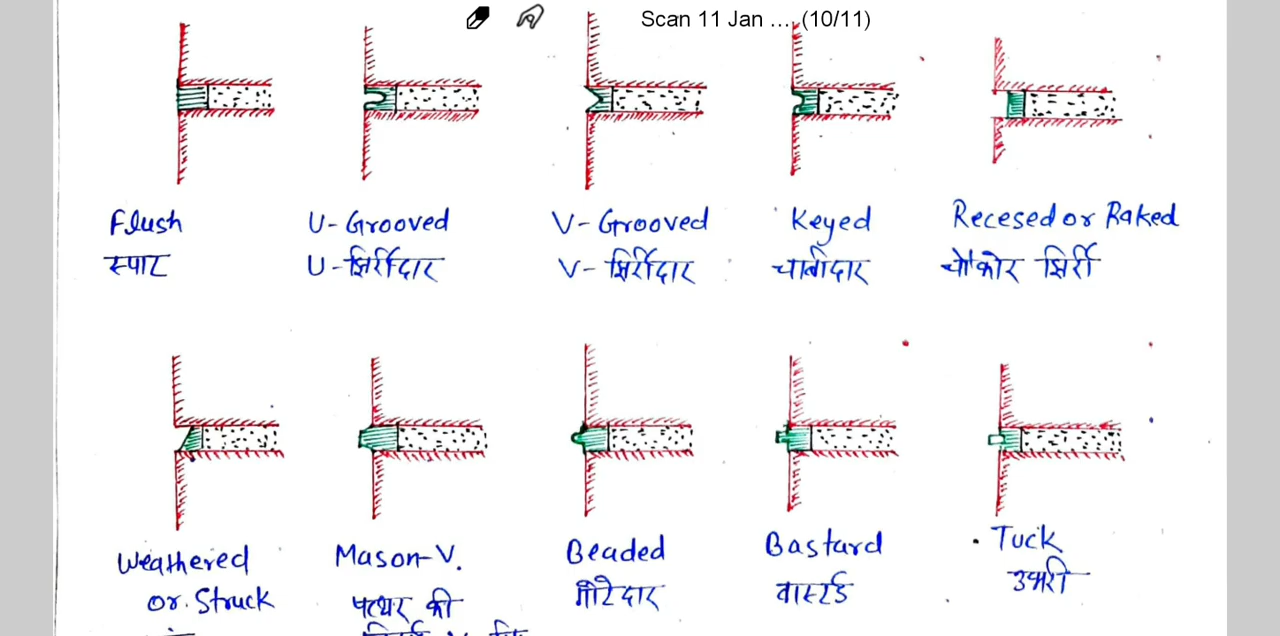 Scan 11 Jan ... (10/11)
Flush U-Grooved V-Grooved Keyed Recesed or Raked
स्पाट U-झिर्रीदार V-झिर्रीदार चाबीदार चौकोर झिर्री
Weathered Mason-V. Beaded Bastard Tuck
or. Struck पत्थर की गोटेदार बास्टर्ड उभरी